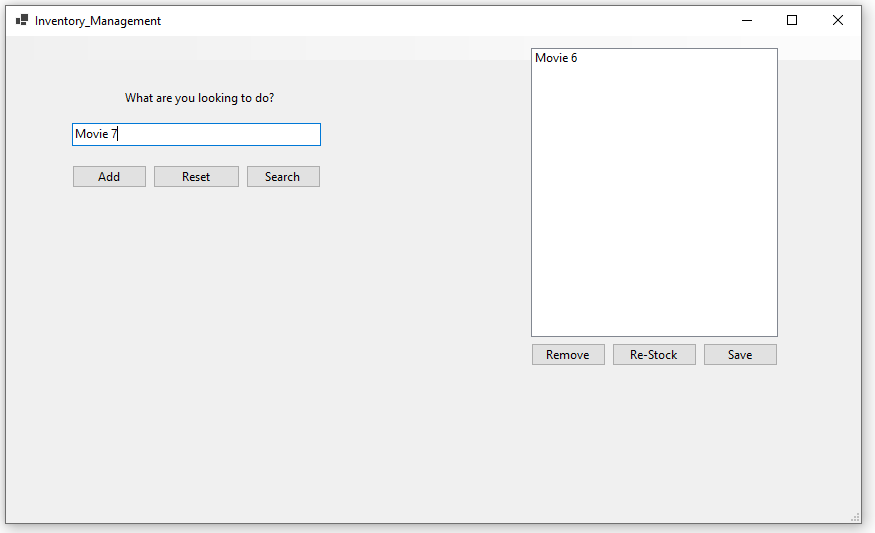 Inventory_Management
What are you looking to do?
Movie 7
Add Reset Search
Movie 6
Remove Re-Stock Save